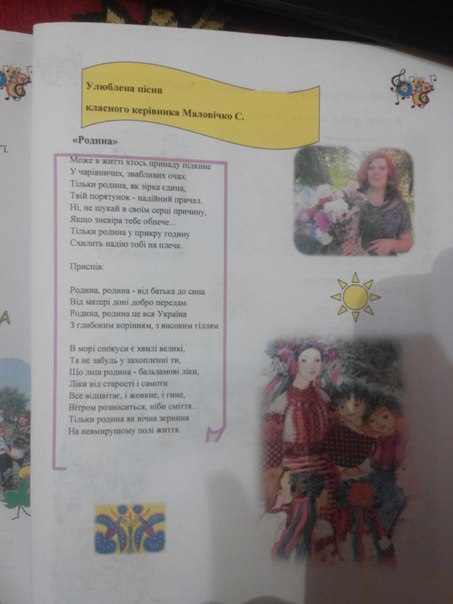 Улюблена пісня
класного керівника Маловічко С.
«Родина»
Може в житті хтось принаду підкине
У чарівничих, звабливих очах.
Тільки родина, як зірка єдина,
Твій порятунок - надійний причал.
Ні, не шукай в своїм серці причину,
Якщо зневіра тебе обпече...
Тільки родина у прикру годину
Схилить надію тобі на плече.
Приспів:
Родина, родина - від батька до сина
Від матері доні добро передам.
Родина, родина це вся Україна
З глибоким корінням, з високим гіллям
В морі спокуси є хвилі великі,
Та не забудь у захопленні ти,
Що лиш родина - бальзамові ліки,
Ліки від старості і самоти
Все відцвітає, і жовкне, і гине,
Вітром розноситься, ніби сміття...
Тільки родина як вічна зернина
На невмирущому полі життя.